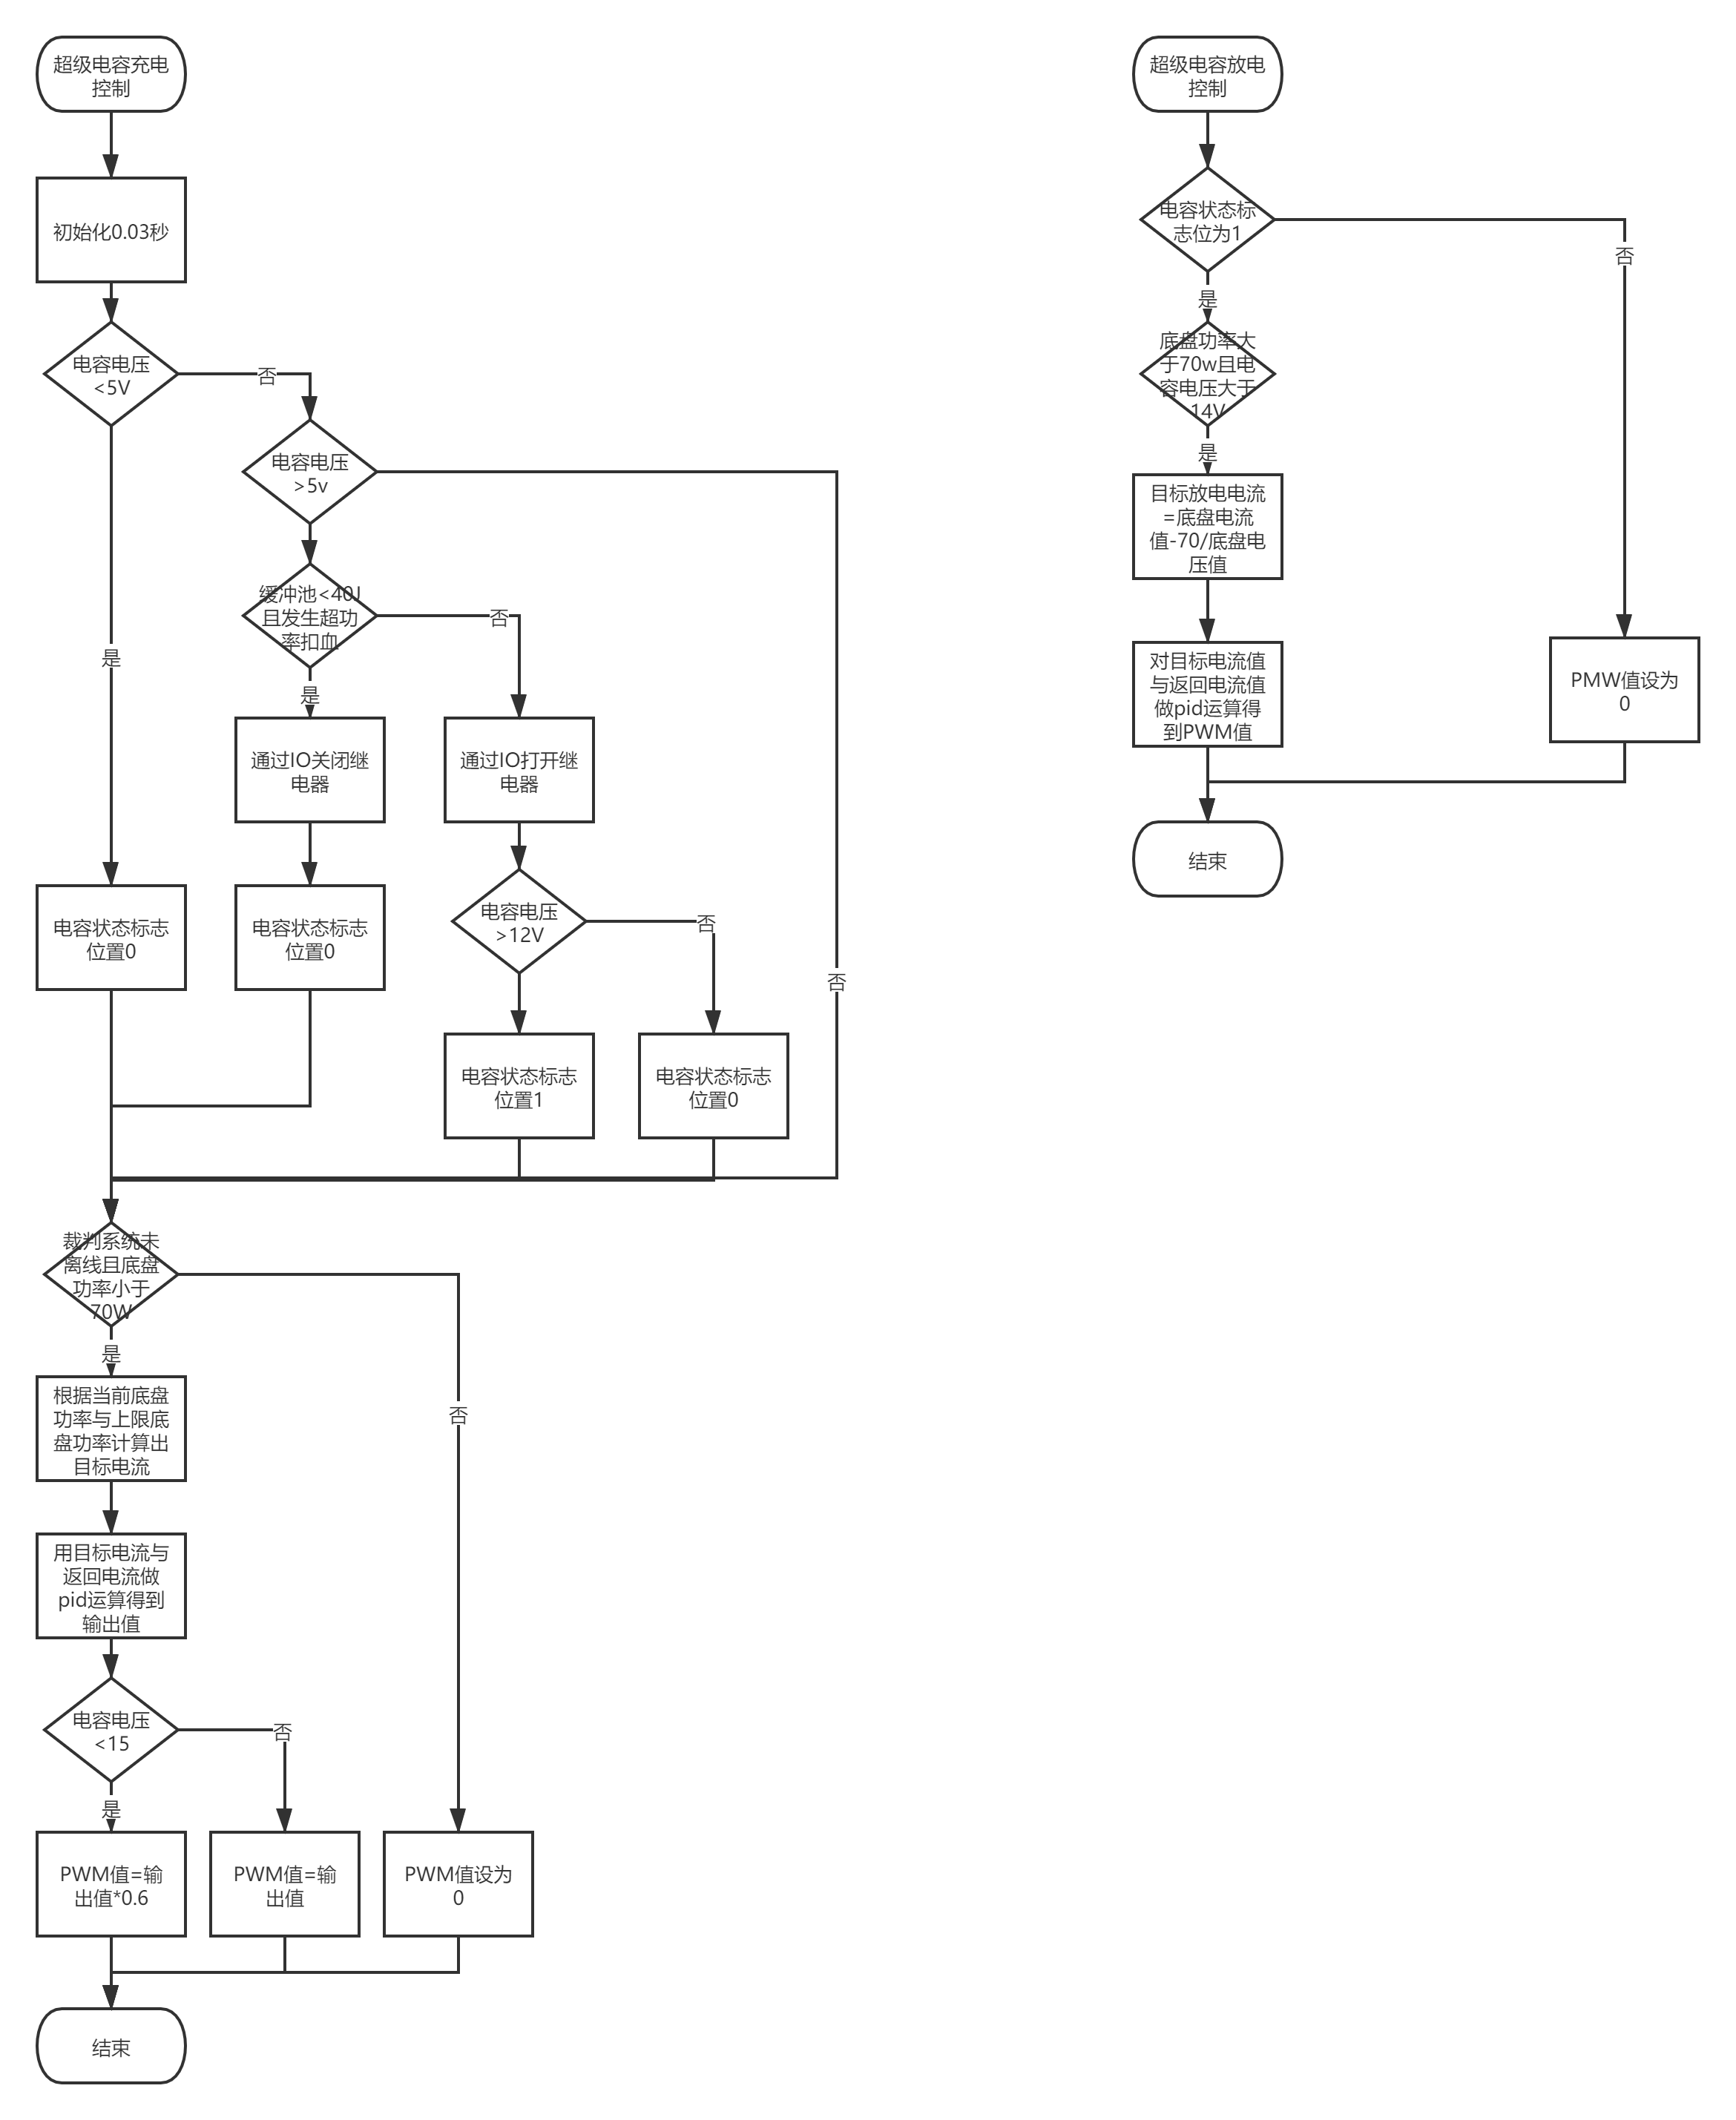 超级电容充电
控制
初始化0.03秒
电容电压
<5V
否
电容电压
>5v
缓冲池<40J
且发生超功
率扣血
否
是
是
通过IO关闭继
电器
通过IO打开继
电器
电容电压
>12V
否
电容状态标志
位置0
电容状态标志
位置0
否
电容状态标志
位置1
电容状态标志
位置0
裁判系统未
离线且底盘
功率小于
70W
是
否
根据当前底盘
功率与上限底
盘功率计算出
目标电流
用目标电流与
返回电流做
pid运算得到
输出值
电容电压
<15
否
是
PWM值=输
出值*0.6
PWM值=输
出值
PWM值设为
0
结束
超级电容放电
控制
电容状态标
志位为1
否
是
底盘功率大
于70w且电
容电压大于
14V
是
目标放电电流
=底盘电流
值-70/底盘电
压值
对目标电流值
与返回电流值
做pid运算得
到PWM值
PMW值设为
0
结束